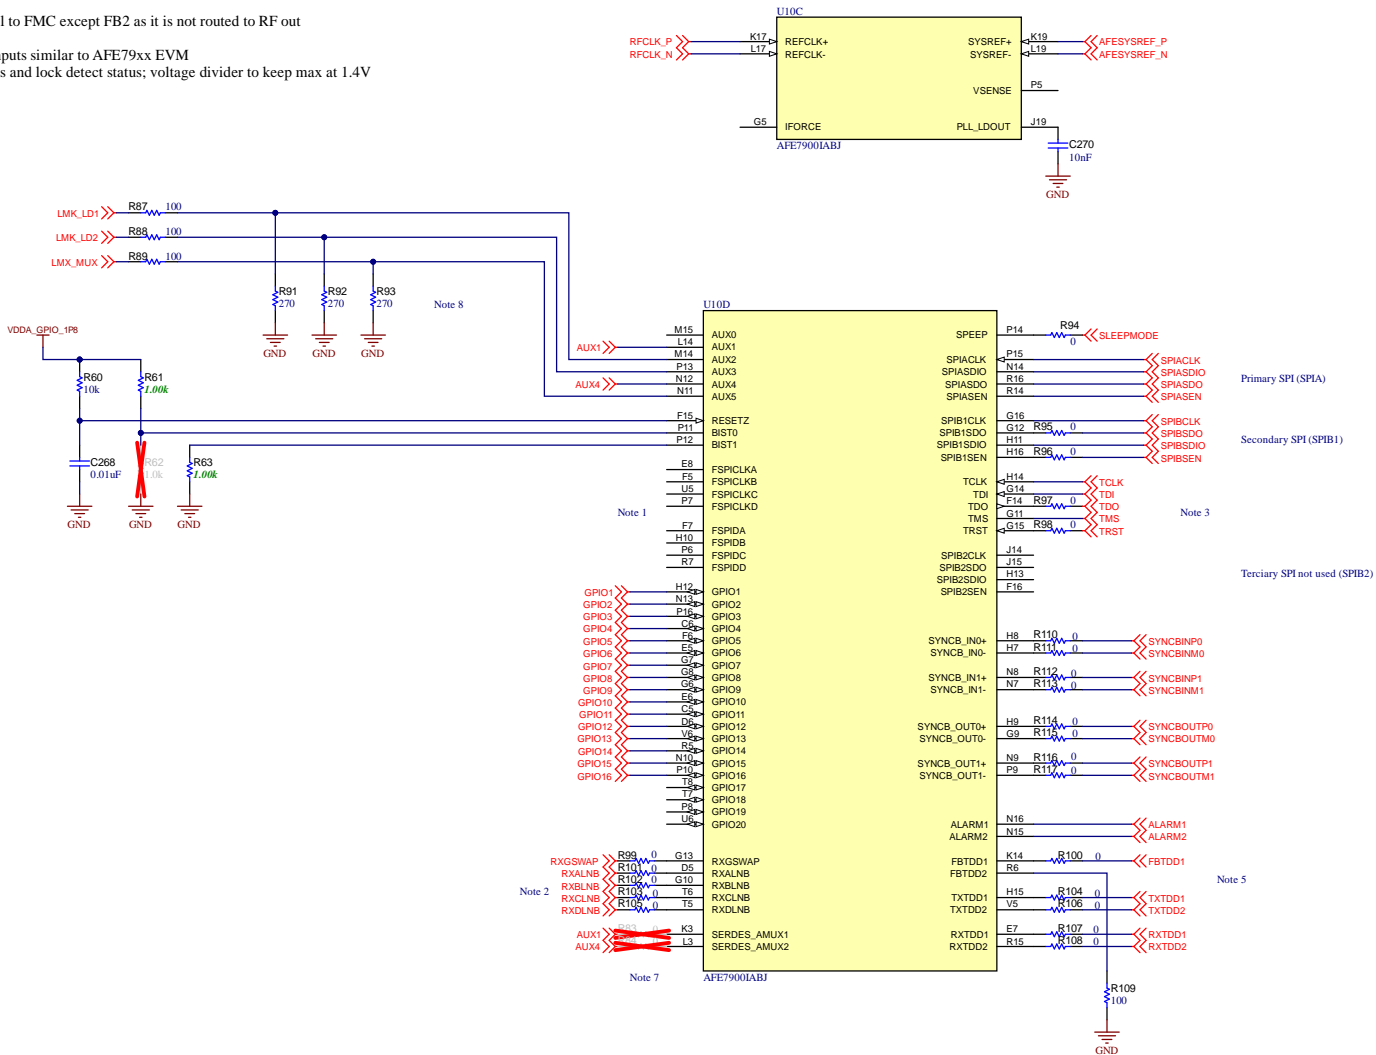 l to FMC except FB2 as it is not routed to RF out
puts similar to AFE79xx EVM
s and lock detect status; voltage divider to keep max at 1.4V
U10C
RFCLK_P K17 REFCLK+ SYSREF+ K19 AFESYSREF_P
RFCLK_N L17 REFCLK- SYSREF- L19 AFESYSREF_N
VSENSE P5
G5 IFORCE PLL_LDOUT J19
AFE7900IABJ
C270
10nF
GND
LMK_LD1 R87 100
LMK_LD2 R88 100
LMX_MUX R89 100
R91 R92 R93
270 270 270
Note 8
GND GND GND
VDDA_GPIO_1P8
R60 R61
10k 1.00k
C268 R62 R63
0.01uF 1.0k 1.00k
GND GND GND
U10D
M15 AUX0
AUX1 L14 AUX1
M14 AUX2
P13 AUX3
AUX4 N12 AUX4
N11 AUX5
F15 RESETZ
P11 BIST0
P12 BIST1
E8 FSPICLKA
F5 FSPICLKB
U5 FSPICLKC
P7 FSPICLKD
Note 1
F7 FSPIDA
H10 FSPIDB
P6 FSPIDC
R7 FSPIDD
GPIO1 H12 GPIO1
GPIO2 N13 GPIO2
GPIO3 P16 GPIO3
GPIO4 C6 GPIO4
GPIO5 F6 GPIO5
GPIO6 E5 GPIO6
GPIO7 G7 GPIO7
GPIO8 G8 GPIO8
GPIO9 G6 GPIO9
GPIO10 E6 GPIO10
GPIO11 C5 GPIO11
GPIO12 D6 GPIO12
GPIO13 V6 GPIO13
GPIO14 R5 GPIO14
GPIO15 N10 GPIO15
GPIO16 P10 GPIO16
T8 GPIO17
T7 GPIO18
P8 GPIO19
U6 GPIO20
RXGSWAP R99 0 G13 RXGSWAP
RXALNB R101 0 D5 RXALNB
RXBLNB R102 0 G10 RXBLNB
RXCLNB R103 0 T6 RXCLNB
RXDLNB R105 0 T5 RXDLNB
Note 2
AUX1 R83 K3 SERDES_AMUX1
AUX4 L3 SERDES_AMUX2
Note 7
AFE7900IABJ
SPEEP P14 R94 0 SLEEPMODE
SPIACLK P15 SPIACLK
SPIASDIO N14 SPIASDIO
SPIASDO R16 SPIASDO
SPIASEN R14 SPIASEN
Primary SPI (SPIA)
SPIB1CLK G16 SPIBCLK
SPIB1SDO G12 R95 0 SPIBSDO
SPIB1SDIO H11 SPIBSDIO
SPIB1SEN H16 R96 0 SPIBSEN
Secondary SPI (SPIB1)
TCLK H14 TCLK
TDI G14 TDI
TDO F14 R97 0 TDO
TMS G11 TMS
TRST G15 R98 0 TRST
Note 3
SPIB2CLK J14
SPIB2SDO J15
SPIB2SDIO H13
SPIB2SEN F16
Terciary SPI not used (SPIB2)
SYNCB_IN0+ H8 R110 0 SYNCBINP0
SYNCB_IN0- H7 R111 0 SYNCBINM0
SYNCB_IN1+ N8 R112 0 SYNCBINP1
SYNCB_IN1- N7 R113 0 SYNCBINM1
SYNCB_OUT0+ H9 R114 0 SYNCBOUTP0
SYNCB_OUT0- G9 R115 0 SYNCBOUTM0
SYNCB_OUT1+ N9 R116 0 SYNCBOUTP1
SYNCB_OUT1- P9 R117 0 SYNCBOUTM1
ALARM1 N16 ALARM1
ALARM2 N15 ALARM2
FBTDD1 K14 R100 0 FBTDD1
FBTDD2 R6
Note 5
TXTDD1 H15 R104 0 TXTDD1
TXTDD2 V5 R106 0 TXTDD2
RXTDD1 E7 R107 0 RXTDD1
RXTDD2 R15 R108 0 RXTDD2
R109
100
GND